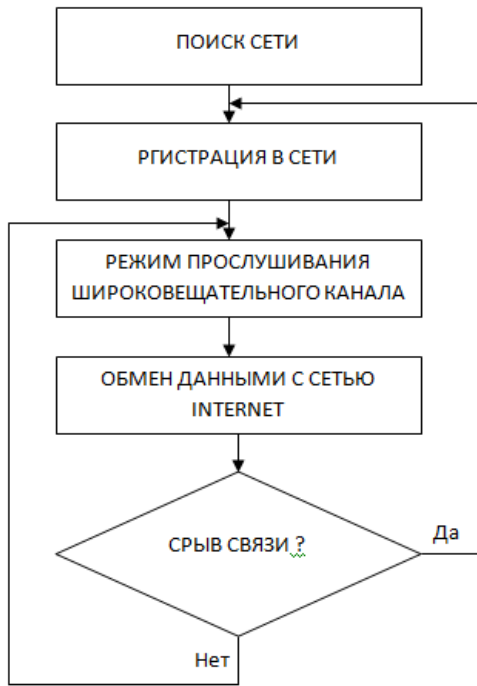 ПОИСК СЕТИ
РГИСТРАЦИЯ В СЕТИ
РЕЖИМ ПРОСЛУШИВАНИЯ
ШИРОКОВЕЩАТЕЛЬНОГО КАНАЛА
ОБМЕН ДАННЫМИ С СЕТЬЮ
INTERNET
СРЫВ СВЯЗИ ?
Да
Нет